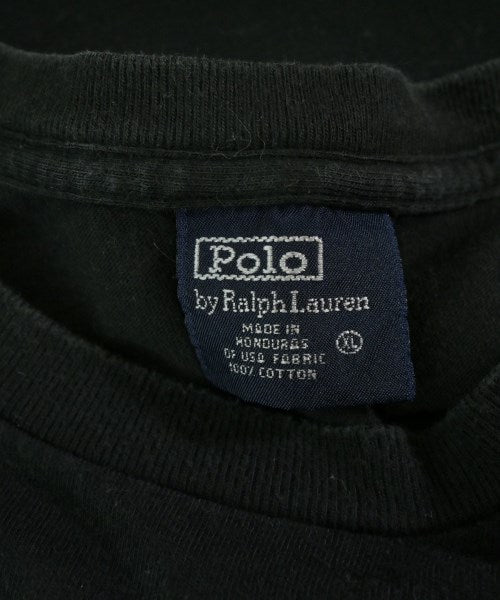 Polo
by Ralph Lauren
MADE IN
HONDURAS
OF USA FABRIC
100% COTTON
XL